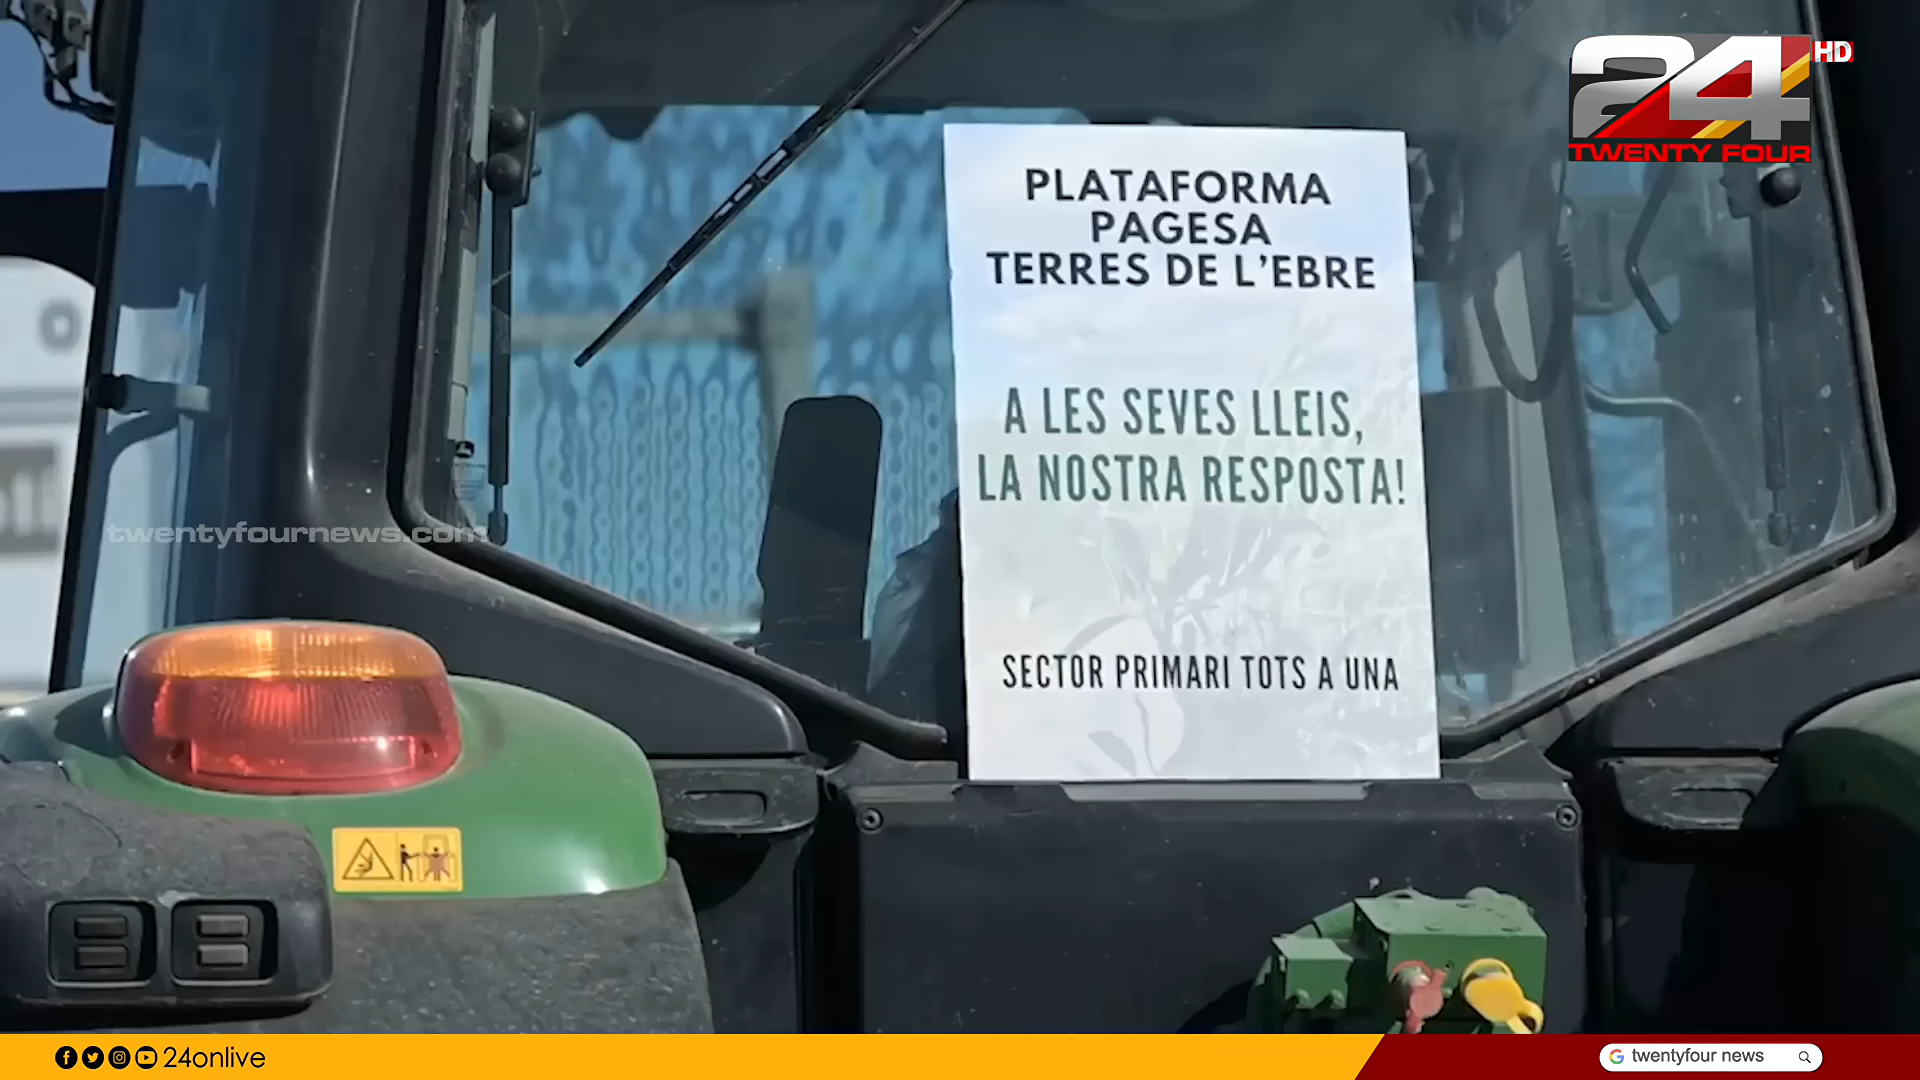 24 HD
TWENTY FOUR
PLATAFORMA
PAGESA
TERRES DE L'EBRE
A LES SEVES LLEIS,
LA NOSTRA RESPOSTA!
SECTOR PRIMARI TOTS A UNA
twentyfournews.com
24onlive
twentyfour news